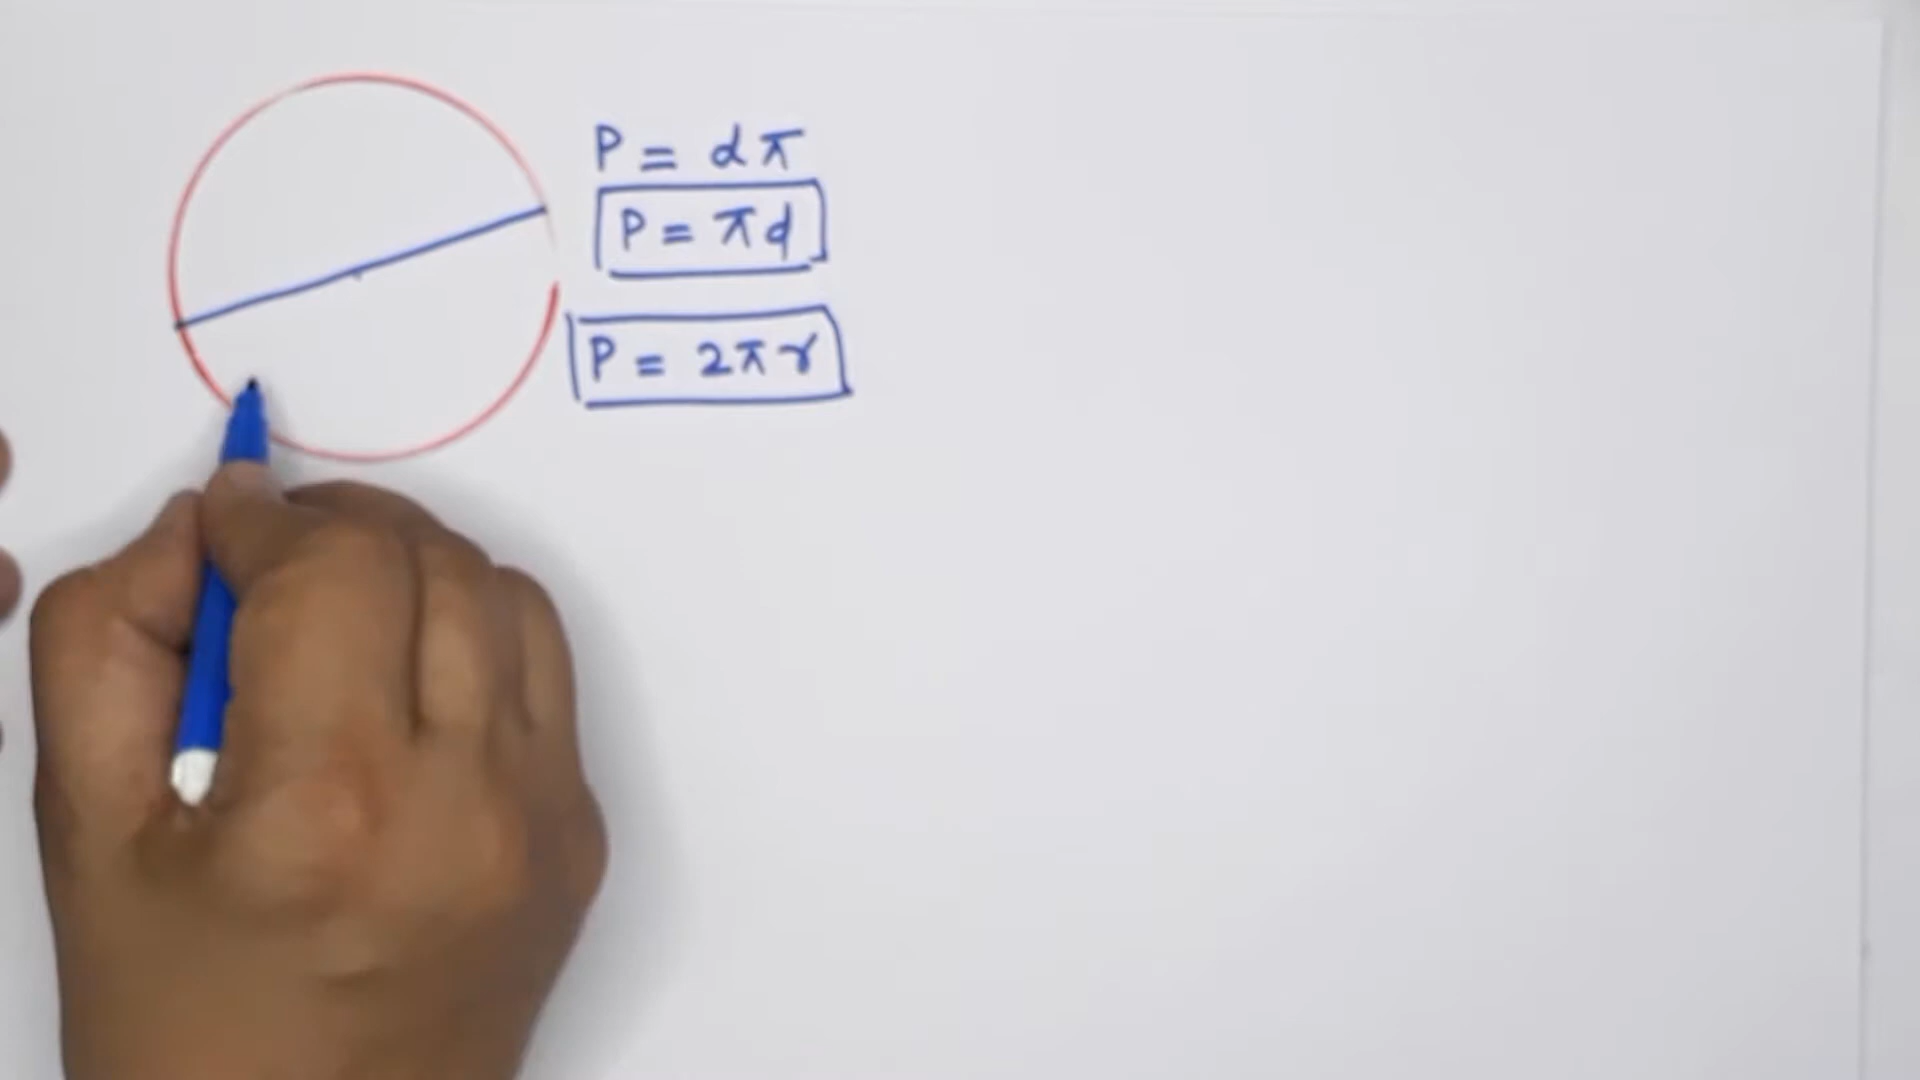 P = dπ
P = πd
P = 2πr